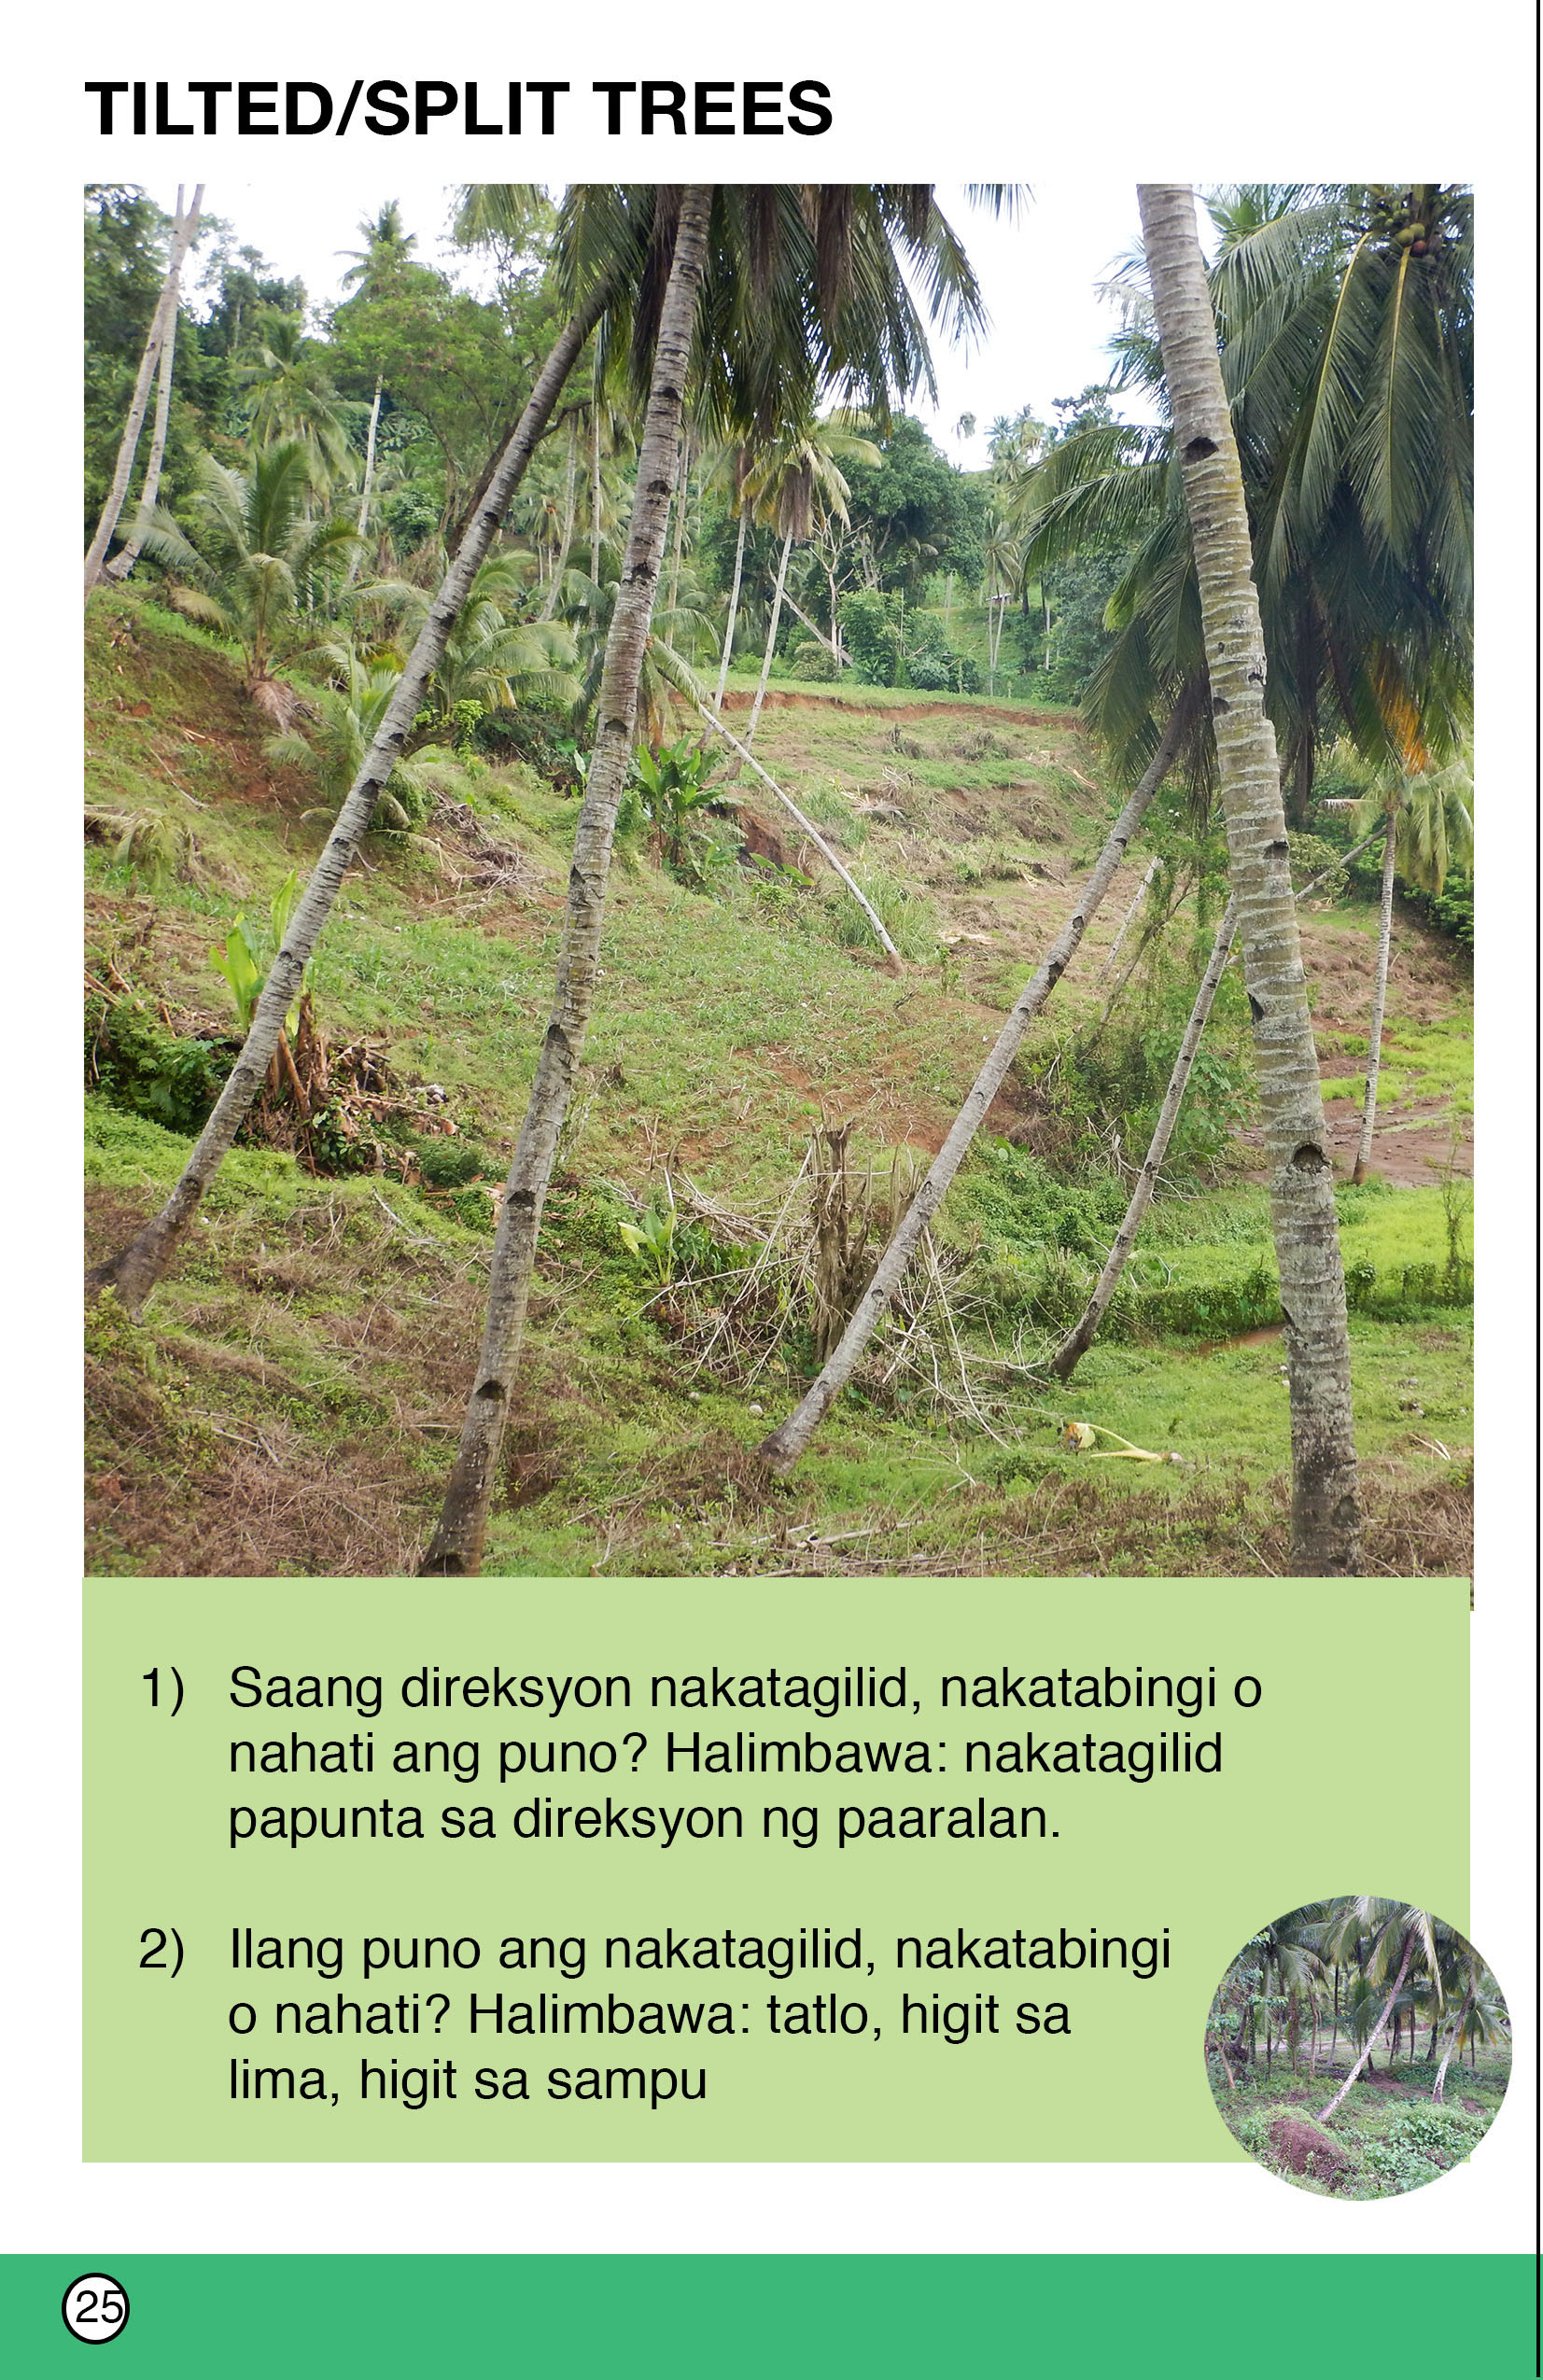 TILTED/SPLIT TREES
1) Saang direksyon nakatagilid, nakatabingi o
nahati ang puno? Halimbawa: nakatagilid
papunta sa direksyon ng paaralan.
2) Ilang puno ang nakatagilid, nakatabingi
o nahati? Halimbawa: tatlo, higit sa
lima, higit sa sampu
25